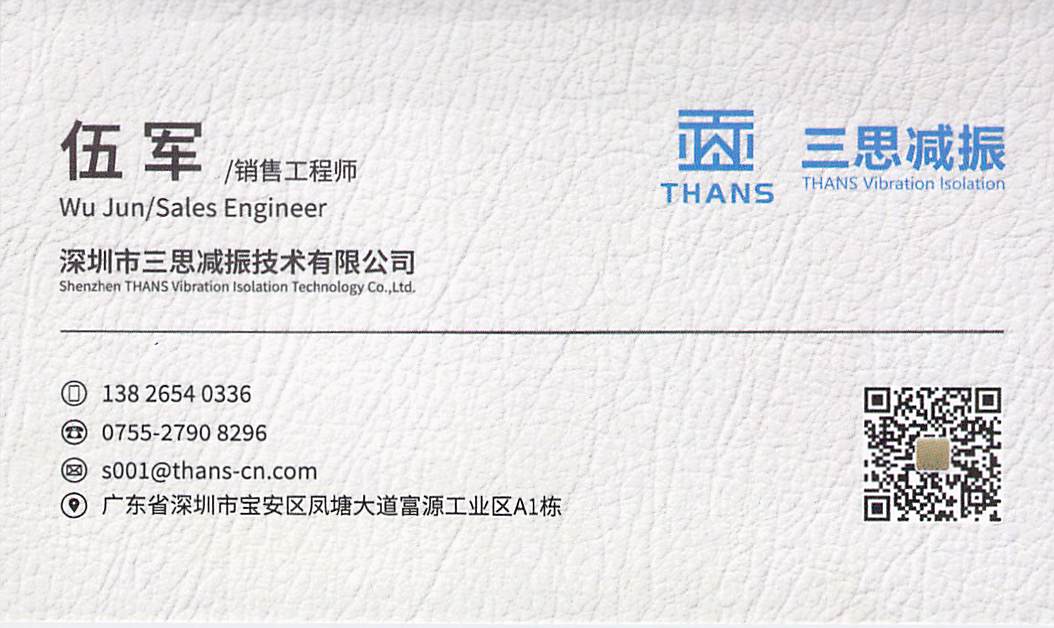 伍军 /销售工程师
Wu Jun/Sales Engineer
深圳市三思减振技术有限公司
Shenzhen THANS Vibration Isolation Technology Co.,Ltd.
THANS
三思减振
THANS Vibration Isolation
138 2654 0336
0755-2790 8296
s001@thans-cn.com
广东省深圳市宝安区凤塘大道富源工业区A1栋